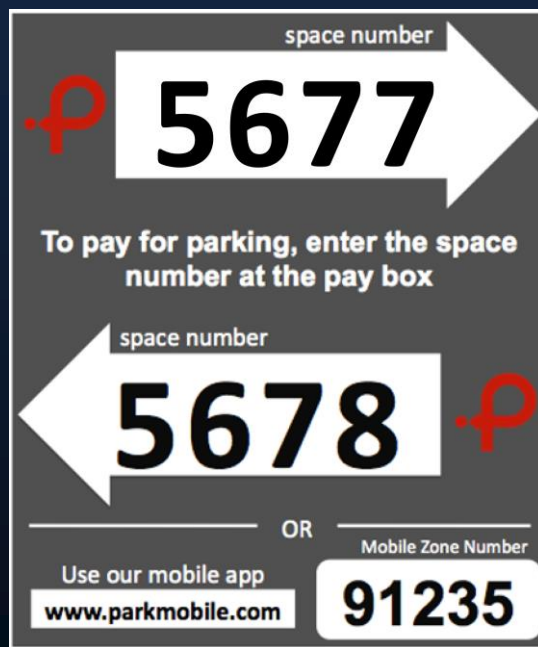 space number
5677
To pay for parking, enter the space
number at the pay box
space number
5678
OR
Use our mobile app
www.parkmobile.com
Mobile Zone Number
91235